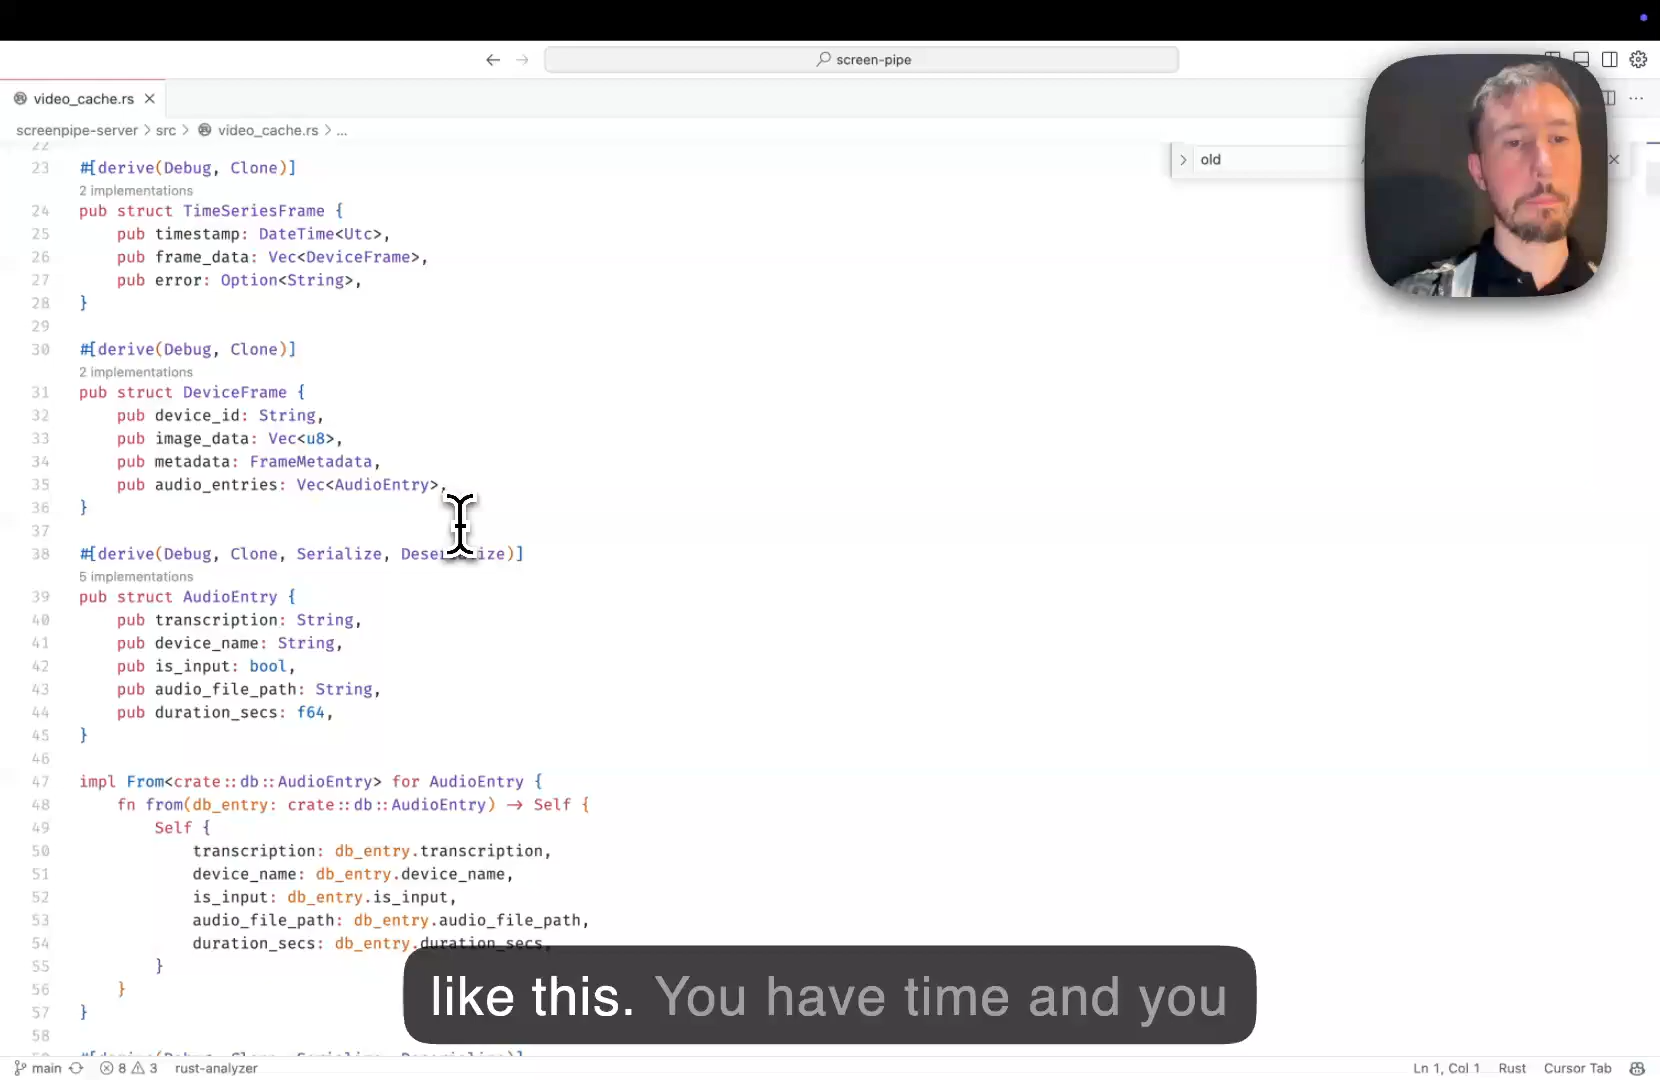 screen-pipe
video_cache.rs
screenpipe-server > src > video_cache.rs > ...
old
22
23 #[derive(Debug, Clone)]
2 implementations
24 pub struct TimeSeriesFrame {
25 pub timestamp: DateTime<Utc>,
26 pub frame_data: Vec<DeviceFrame>,
27 pub error: Option<String>,
28 }
29
30 #[derive(Debug, Clone)]
2 implementations
31 pub struct DeviceFrame {
32 pub device_id: String,
33 pub image_data: Vec<u8>,
34 pub metadata: FrameMetadata,
35 pub audio_entries: Vec<AudioEntry>,
36 }
37
38 #[derive(Debug, Clone, Serialize, Deserialize)]
5 implementations
39 pub struct AudioEntry {
40 pub transcription: String,
41 pub device_name: String,
42 pub is_input: bool,
43 pub audio_file_path: String,
44 pub duration_secs: f64,
45 }
46
47 impl From<crate::db::AudioEntry> for AudioEntry {
48 fn from(db_entry: crate::db::AudioEntry) → Self {
49 Self {
50 transcription: db_entry.transcription,
51 device_name: db_entry.device_name,
52 is_input: db_entry.is_input,
53 audio_file_path: db_entry.audio_file_path,
54 duration_secs: db_entry.duration_secs,
55 }
56 }
57 }
58
like this. You have time and you
main 8 3 rust-analyzer
Ln 1, Col 1 Rust Cursor Tab